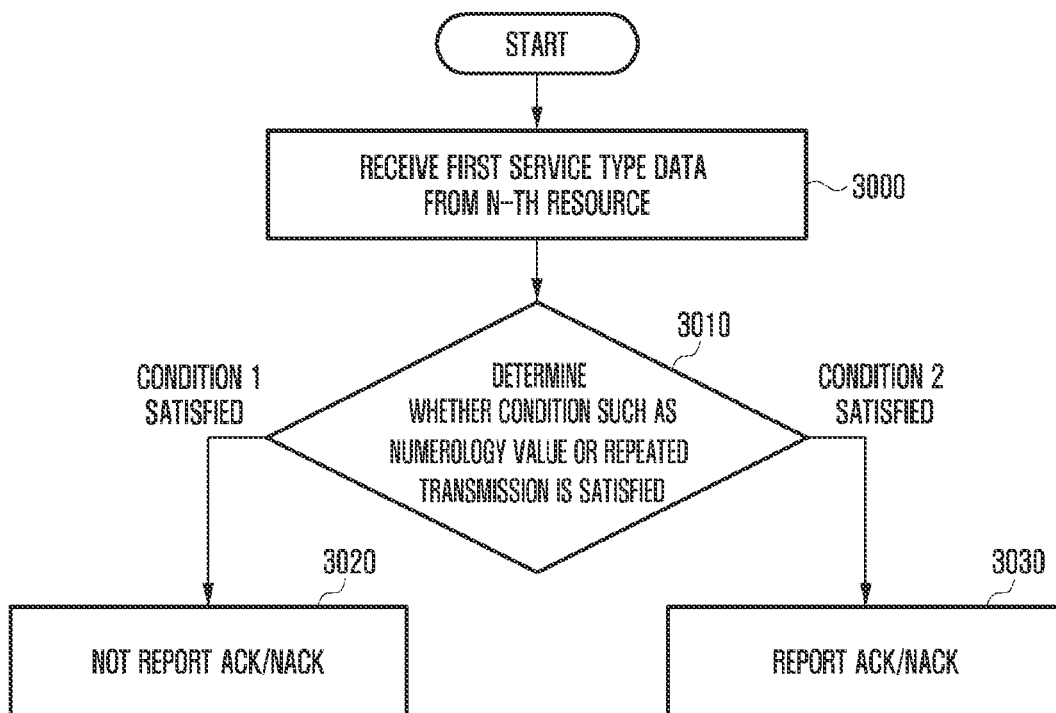 START
RECEIVE FIRST SERVICE TYPE DATA
FROM N-TH RESOURCE
3000
3010
CONDITION 1
SATISFIED
DETERMINE
WHETHER CONDITION SUCH AS
NUMEROLOGY VALUE OR REPEATED
TRANSMISSION IS SATISFIED
CONDITION 2
SATISFIED
3020
NOT REPORT ACK/NACK
3030
REPORT ACK/NACK